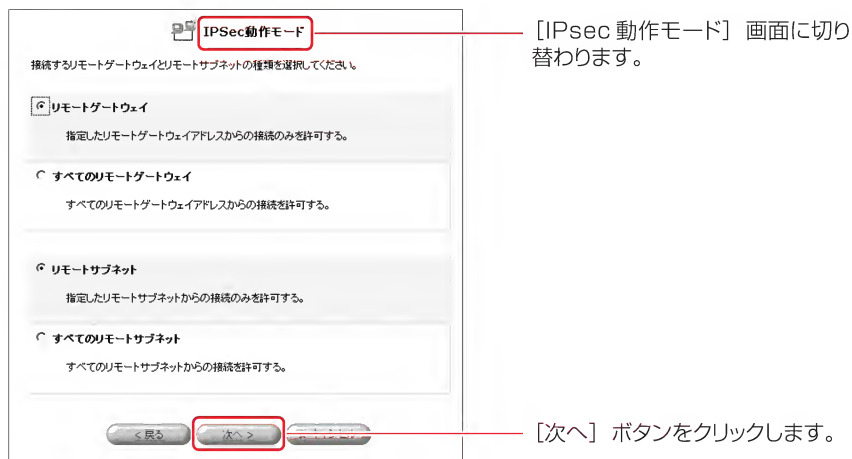 IPSec動作モード
［IPsec 動作モード］画面に切り
替わります。
接続するリモートゲートウェイとリモートサブネットの種類を選択してください。
リモートゲートウェイ
指定したリモートゲートウェイアドレスからの接続のみを許可する。
すべてのリモートゲートウェイ
すべてのリモートゲートウェイアドレスからの接続を許可する。
リモートサブネット
指定したリモートサブネットからの接続のみを許可する。
すべてのリモートサブネット
すべてのリモートサブネットからの接続を許可する。
< 戻る
次へ >
［次へ］ボタンをクリックします。